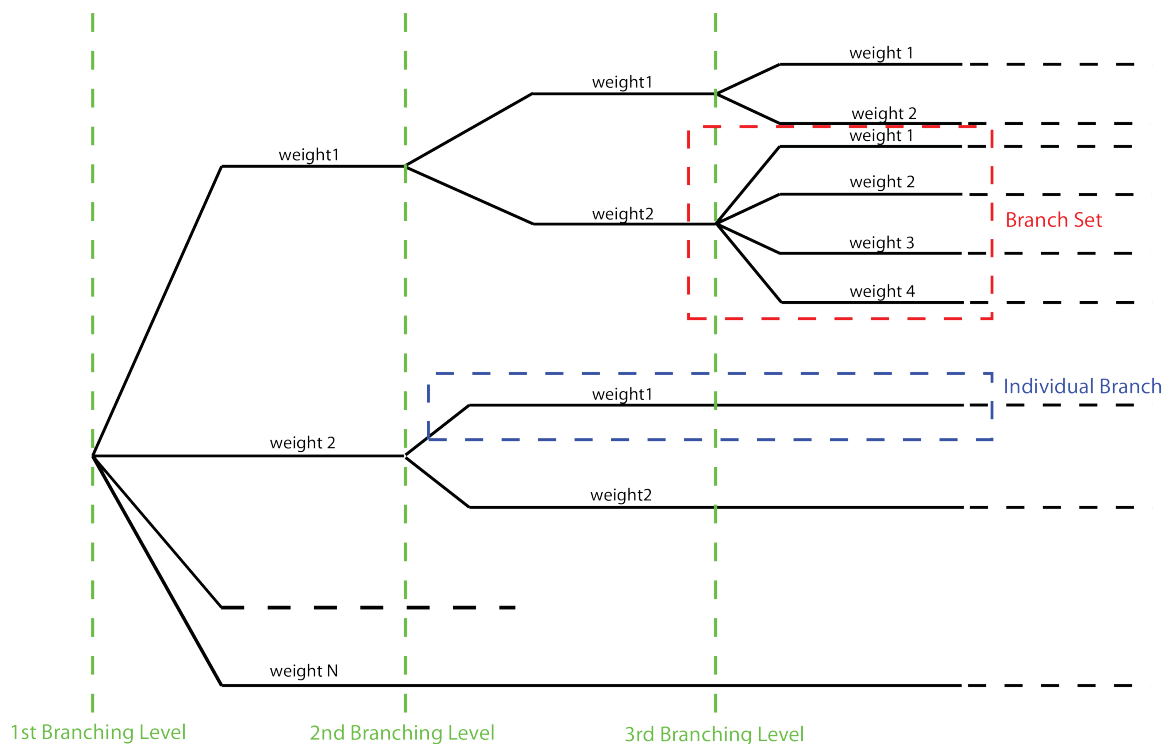 weight 1
weight1
weight 2
weight 1
weight1
weight 2
weight2
Branch Set
weight 3
weight 4
Individual Branch
weight1
weight 2
weight2
weight N
1st Branching Level
2nd Branching Level
3rd Branching Level